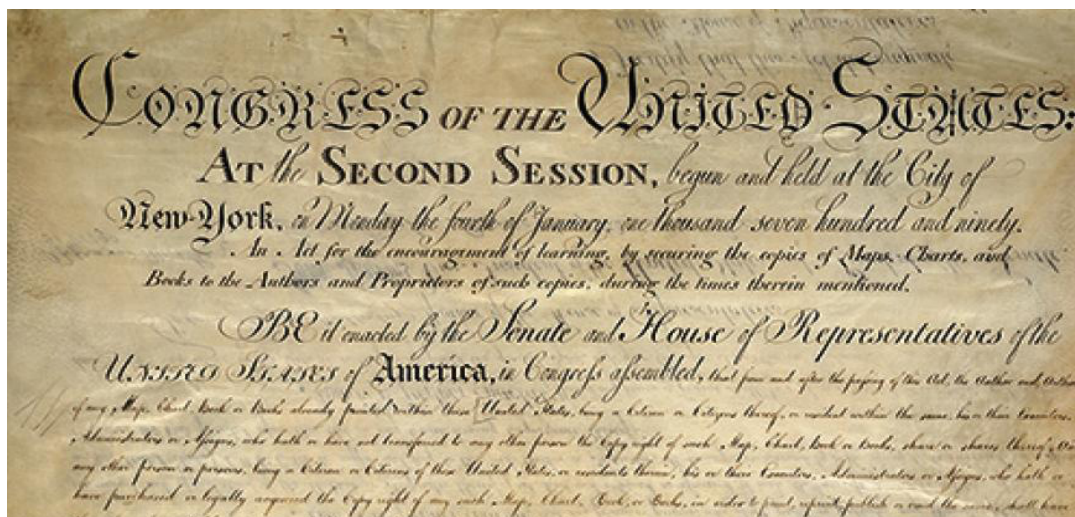 CONGRESS OF THE UNITED STATES:
AT the SECOND SESSION, begun and held at the City of
New-York, on Monday the fourth of January, one thousand seven hundred and ninety.
An Act for the encouragement of learning, by securing the copies of Maps, Charts, and
Books to the Authors and Proprietors of such copies, during the times therein mentioned.
BE it enacted by the Senate and House of Representatives of the
UNITED STATES of America, in Congress assembled, that from and after the passing of this Act, the Author and Author
of any Map, Chart, Book or Books already printed within these United States, being a Citizen or Citizens thereof, or resident within the same, his or their Executors,
Administrators or Assigns, who hath or have not transferred to any other person the Copy right of such Map, Chart, Book or Books, share or shares thereof; and
any other person or persons, being a Citizen or Citizens of these United States, or residents therein, his or their Executors, Administrators or Assigns, who hath or
have purchased or legally acquired the Copy right of any such Map, Chart, Book, or Books, in order to print, reprint, publish or vend the same, shall have